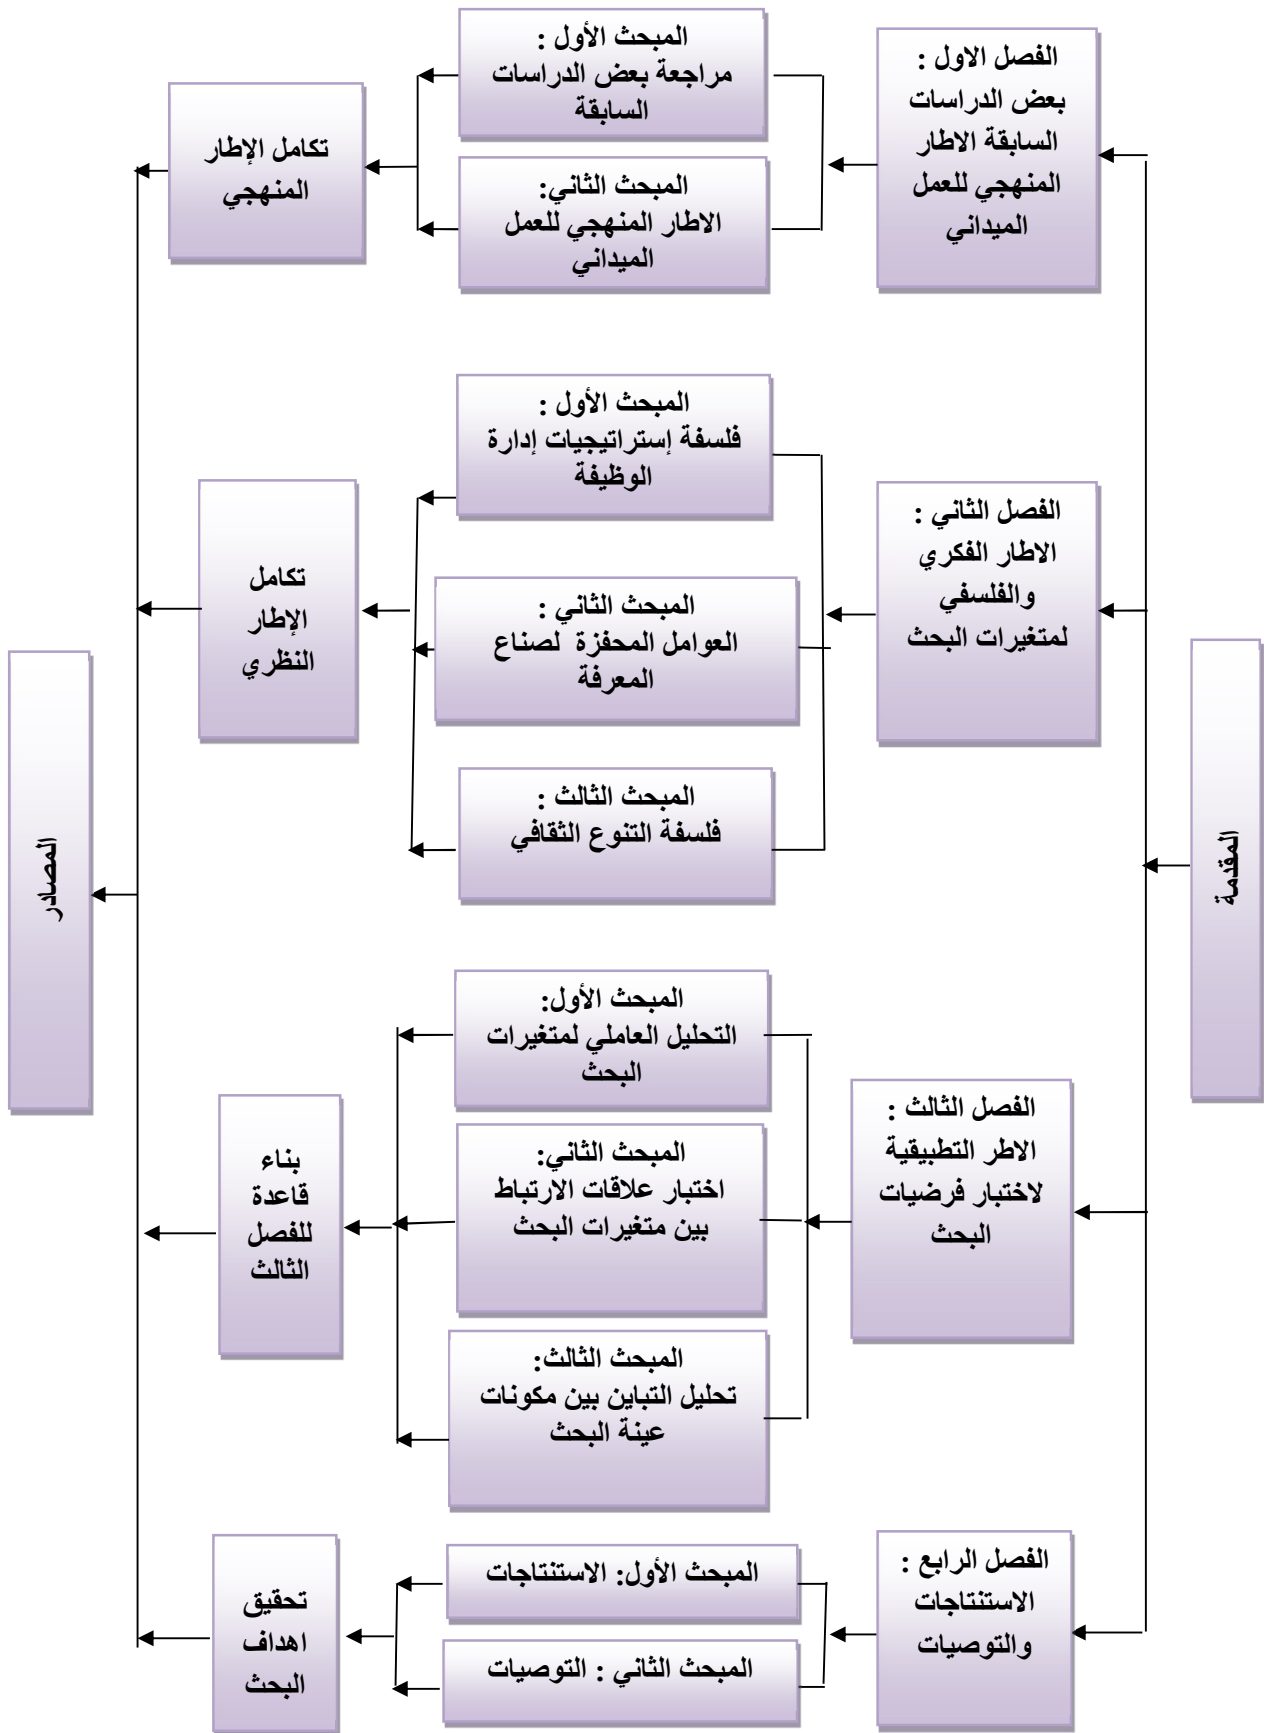 المقدمة
الفصل الاول :
بعض الدراسات
السابقة الاطار
المنهجي للعمل
الميداني
المبحث الأول :
مراجعة بعض الدراسات
السابقة
المبحث الثاني:
الاطار المنهجي للعمل
الميداني
تكامل الإطار
المنهجي
الفصل الثاني :
الاطار الفكري
والفلسفي
لمتغيرات البحث
المبحث الأول :
فلسفة إستراتيجيات إدارة
الوظيفة
المبحث الثاني :
العوامل المحفزة لصناع
المعرفة
المبحث الثالث :
فلسفة التنوع الثقافي
تكامل
الإطار
النظري
الفصل الثالث :
الاطر التطبيقية
لاختبار فرضيات
البحث
المبحث الأول:
التحليل العاملي لمتغيرات
البحث
المبحث الثاني:
اختبار علاقات الارتباط
بين متغيرات البحث
المبحث الثالث:
تحليل التباين بين مكونات
عينة البحث
بناء
قاعدة
للفصل
الثالث
الفصل الرابع :
الاستنتاجات
والتوصيات
المبحث الأول: الاستنتاجات
المبحث الثاني : التوصيات
تحقيق
اهداف
البحث
المصادر